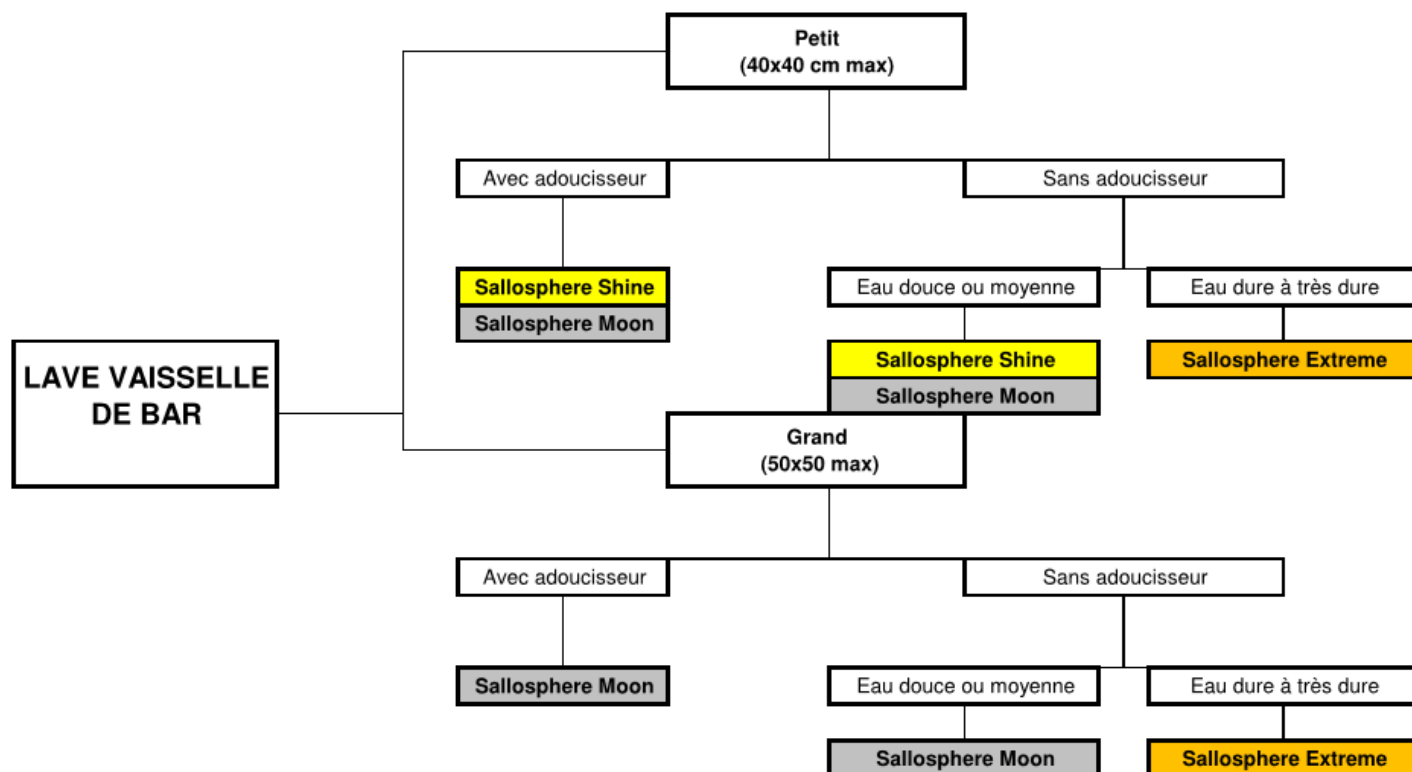 Petit
(40x40 cm max)
Avec adoucisseur
Sans adoucisseur
Sallosphere Shine
Sallosphere Moon
Eau douce ou moyenne
Eau dure à très dure
Sallosphere Shine
Sallosphere Moon
Sallosphere Extreme
LAVE VAISSELLE
DE BAR
Grand
(50x50 max)
Avec adoucisseur
Sans adoucisseur
Sallosphere Moon
Eau douce ou moyenne
Eau dure à très dure
Sallosphere Moon
Sallosphere Extreme